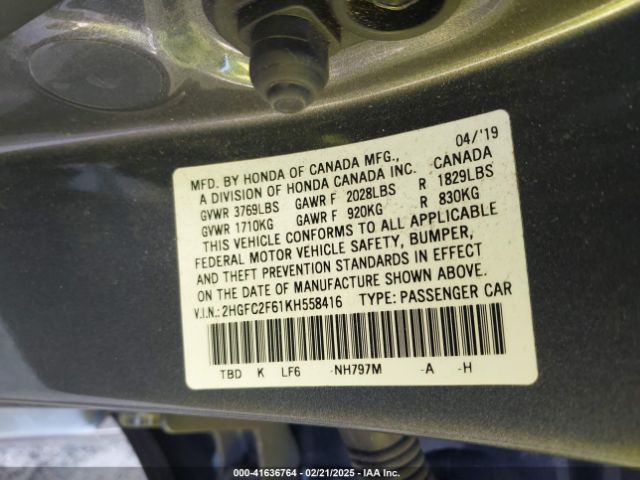 04/'19
MFD. BY HONDA OF CANADA MFG., CANADA
A DIVISION OF HONDA CANADA INC.
GVWR 3769LBS GAWR F 2028LBS R 1829LBS
GVWR 1710KG GAWR F 920KG R 830KG
THIS VEHICLE CONFORMS TO ALL APPLICABLE
FEDERAL MOTOR VEHICLE SAFETY, BUMPER,
AND THEFT PREVENTION STANDARDS IN EFFECT
ON THE DATE OF MANUFACTURE SHOWN ABOVE.
V.I.N.: 2HGFC2F61KH558416 TYPE: PASSENGER CAR
TBD K LF6 -NH797M -A -H
000-41636764 — 02/21/2025 — IAA Inc.